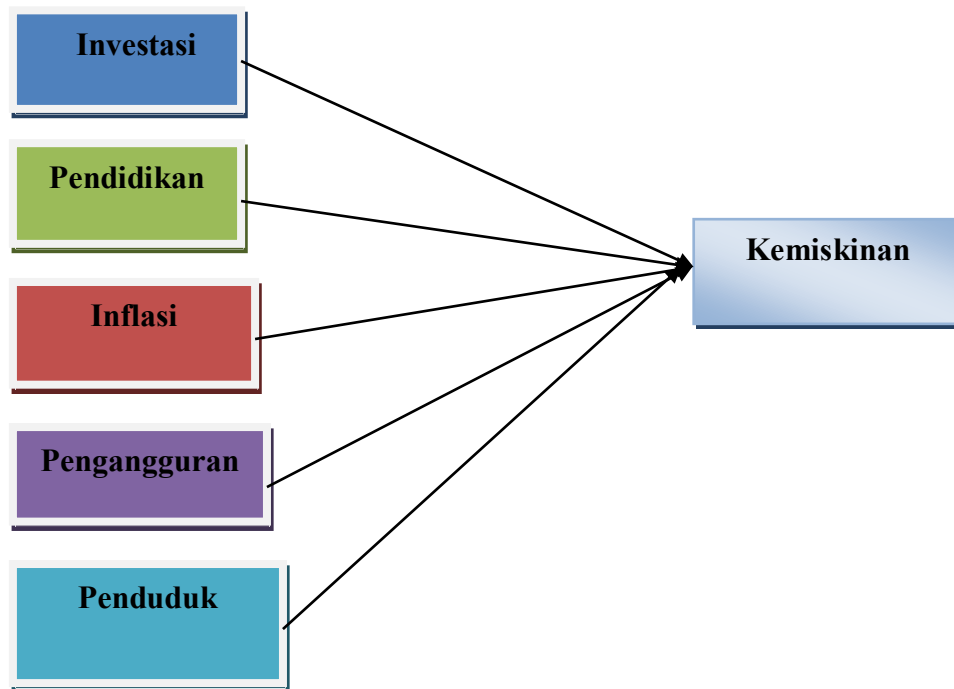 Investasi
Pendidikan
Inflasi
Pengangguran
Penduduk
Kemiskinan